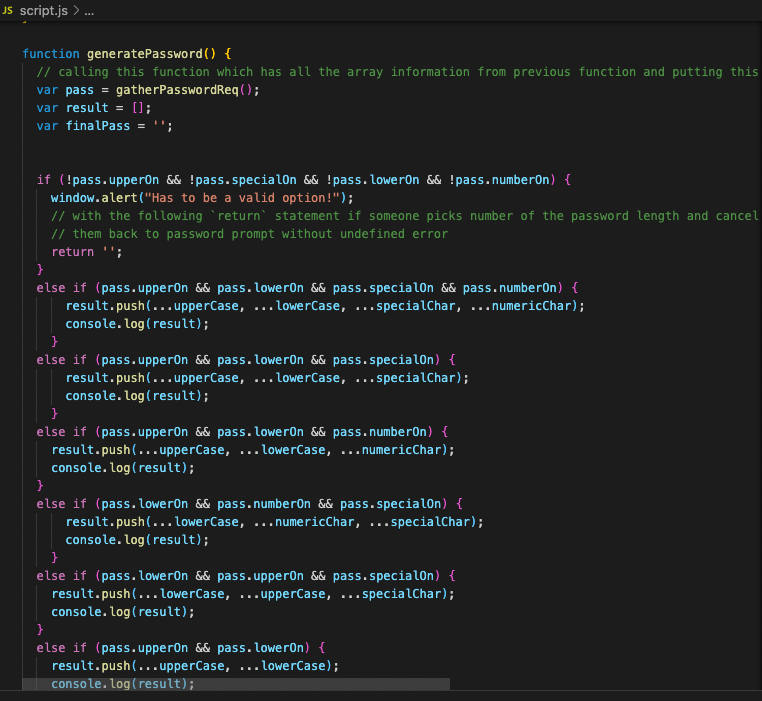 JS script.js > ...
function generatePassword() {
// calling this function which has all the array information from previous function and putting this
var pass = gatherPasswordReq();
var result = [];
var finalPass = '';
if (!pass.upperOn && !pass.specialOn && !pass.lowerOn && !pass.numberOn) {
window.alert("Has to be a valid option!");
// with the following `return` statement if someone picks number of the password length and cancel
// them back to password prompt without undefined error
return '';
}
else if (pass.upperOn && pass.lowerOn && pass.specialOn && pass.numberOn) {
result.push(...upperCase, ...lowerCase, ...specialChar, ...numericChar);
console.log(result);
}
else if (pass.upperOn && pass.lowerOn && pass.specialOn) {
result.push(...upperCase, ...lowerCase, ...specialChar);
console.log(result);
}
else if (pass.upperOn && pass.lowerOn && pass.numberOn) {
result.push(...upperCase, ...lowerCase, ...numericChar);
console.log(result);
}
else if (pass.lowerOn && pass.numberOn && pass.specialOn) {
result.push(...lowerCase, ...numericChar, ...specialChar);
console.log(result);
}
else if (pass.lowerOn && pass.upperOn && pass.specialOn) {
result.push(...lowerCase, ...upperCase, ...specialChar);
console.log(result);
}
else if (pass.upperOn && pass.lowerOn) {
result.push(...upperCase, ...lowerCase);
console.log(result);